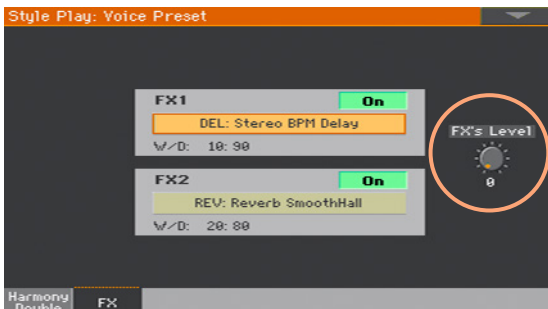 Style Play: Voice Preset
FX1
On
DEL: Stereo BPM Delay
W/D: 10:90
FX's Level
0
FX2
On
REV: Reverb SmoothHall
W/D: 20:80
Harmony
Double
FX